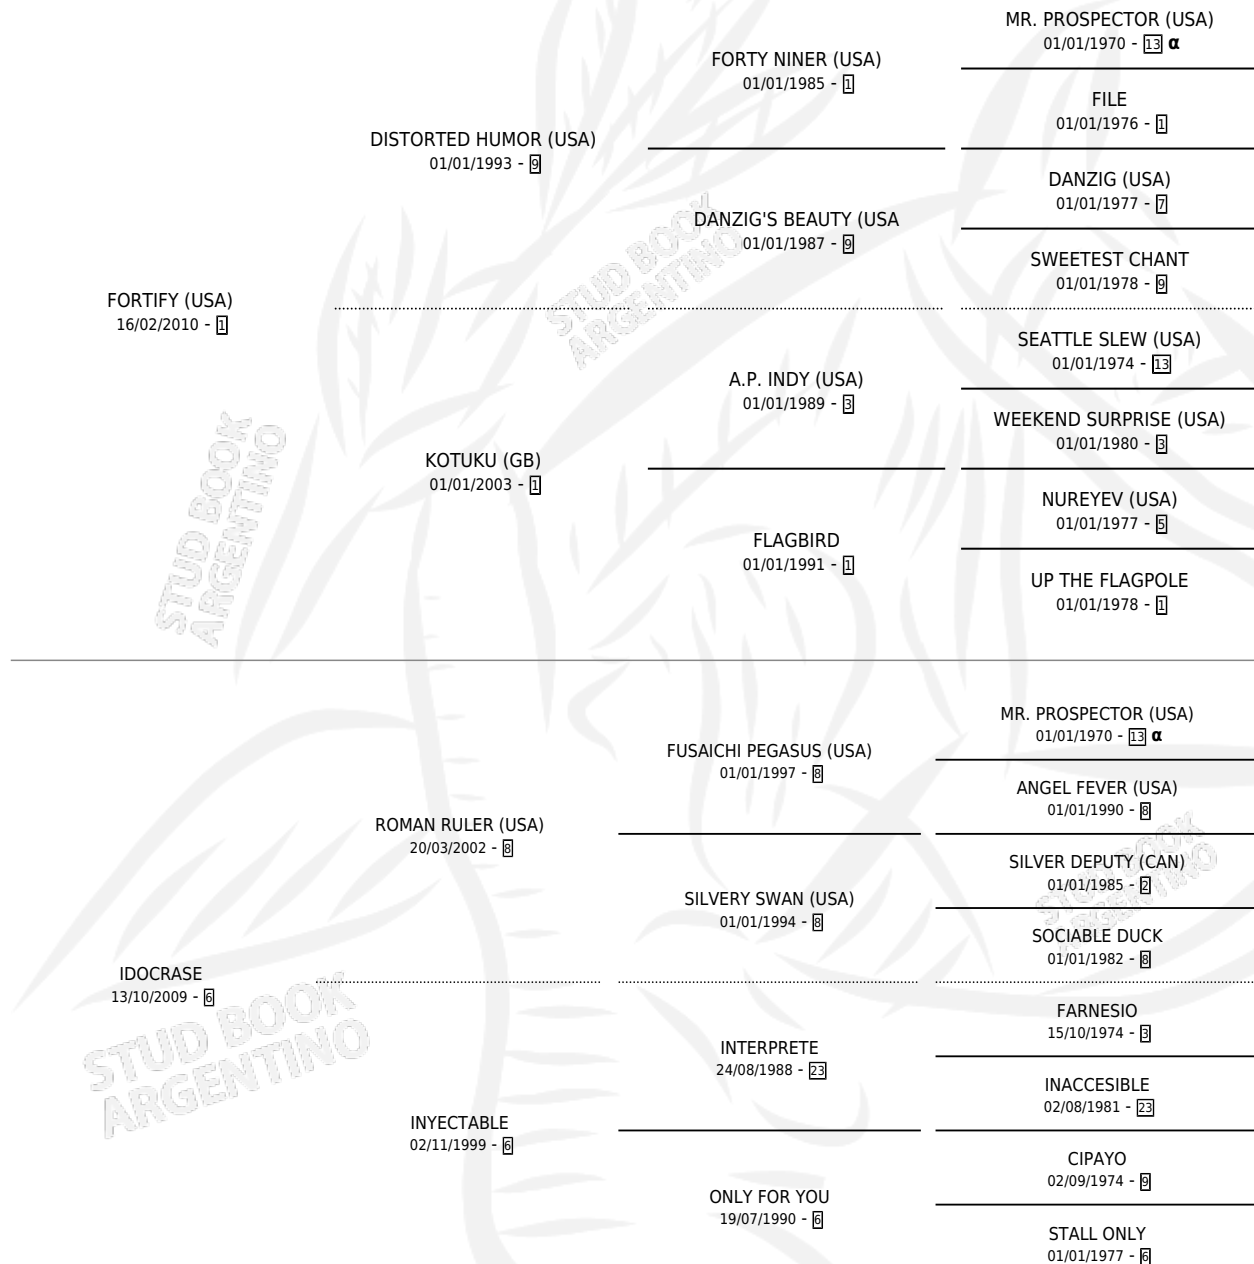 MR. PROSPECTOR (USA)
01/01/1970 - 13 α
FORTY NINER (USA)
01/01/1985 - 1
FILE
01/01/1976 - 1
DISTORTED HUMOR (USA)
01/01/1993 - 9
DANZIG (USA)
01/01/1977 - 7
DANZIG'S BEAUTY (USA
01/01/1987 - 9
SWEETEST CHANT
01/01/1978 - 9
FORTIFY (USA)
16/02/2010 - 1
SEATTLE SLEW (USA)
01/01/1974 - 13
A.P. INDY (USA)
01/01/1989 - 3
WEEKEND SURPRISE (USA)
01/01/1980 - 3
KOTUKU (GB)
01/01/2003 - 1
NUREYEV (USA)
01/01/1977 - 5
FLAGBIRD
01/01/1991 - 1
UP THE FLAGPOLE
01/01/1978 - 1
STUD BOOK
ARGENTINO
STUD BOOK
ARGENTINO
MR. PROSPECTOR (USA)
01/01/1970 - 13 α
FUSAICHI PEGASUS (USA)
01/01/1997 - 8
ANGEL FEVER (USA)
01/01/1990 - 8
ROMAN RULER (USA)
20/03/2002 - 8
SILVER DEPUTY (CAN)
01/01/1985 - 2
SILVERY SWAN (USA)
01/01/1994 - 8
SOCIABLE DUCK
01/01/1982 - 8
IDOCRASE
13/10/2009 - 6
FARNESIO
15/10/1974 - 3
INTERPRETE
24/08/1988 - 23
INACCESIBLE
02/08/1981 - 23
INYECTABLE
02/11/1999 - 6
CIPAYO
02/09/1974 - 9
ONLY FOR YOU
19/07/1990 - 6
STALL ONLY
01/01/1977 - 6
STUD BOOK
ARGENTINO
STUD BOOK
ARGENTINO